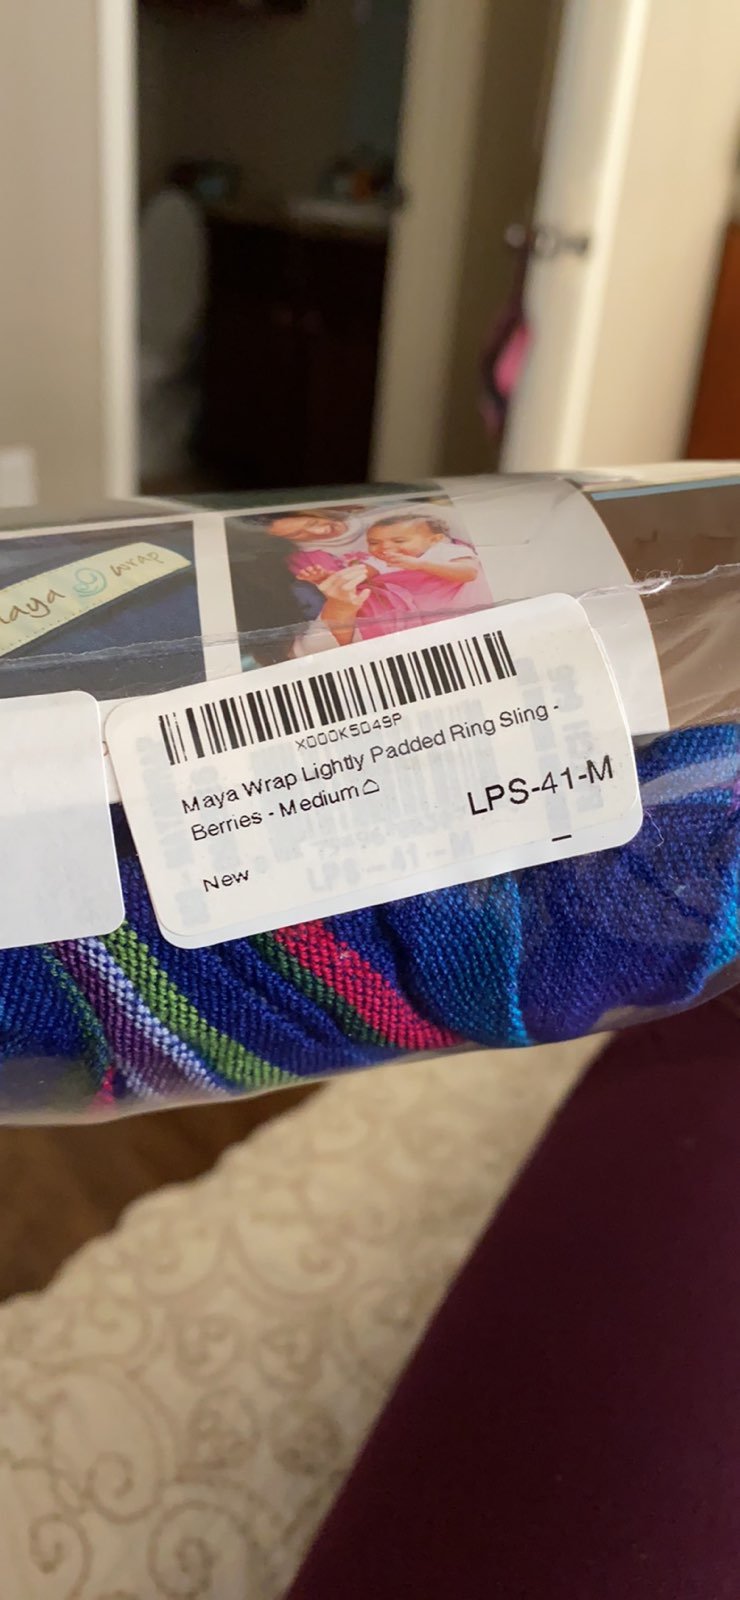 maya wrap
X000K5049P
Maya Wrap Lightly Padded Ring Sling -
Berries - Medium
LPS-41-M
New